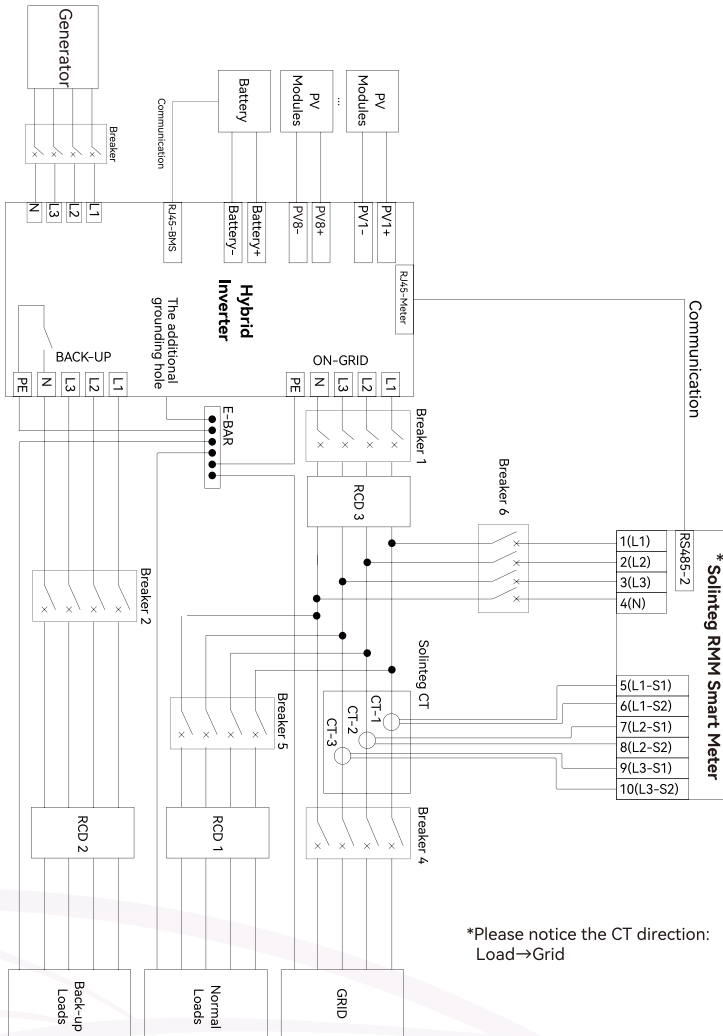 Generator
Breaker
N
L3
L2
L1
Battery
Communication
PV
Modules
...
PV
Modules
RJ45-BMS
Battery-
Battery+
PV8-
PV8+
PV1-
PV1+
RJ45-Meter
Hybrid
Inverter
The additional
grounding hole
BACK-UP
PE
N
L3
L2
L1
ON-GRID
PE
N
L3
L2
L1
E-BAR
Communication
Breaker 1
RCD 3
Breaker 6
* Solinteg RMM Smart Meter
RS485-2
1(L1)
2(L2)
3(L3)
4(N)
5(L1-S1)
6(L1-S2)
7(L2-S1)
8(L2-S2)
9(L3-S1)
10(L3-S2)
Solinteg CT
CT-1
CT-2
CT-3
Breaker 2
Breaker 5
Breaker 4
RCD 2
RCD 1
Back-up
Loads
Normal
Loads
GRID
*Please notice the CT direction:
Load→Grid